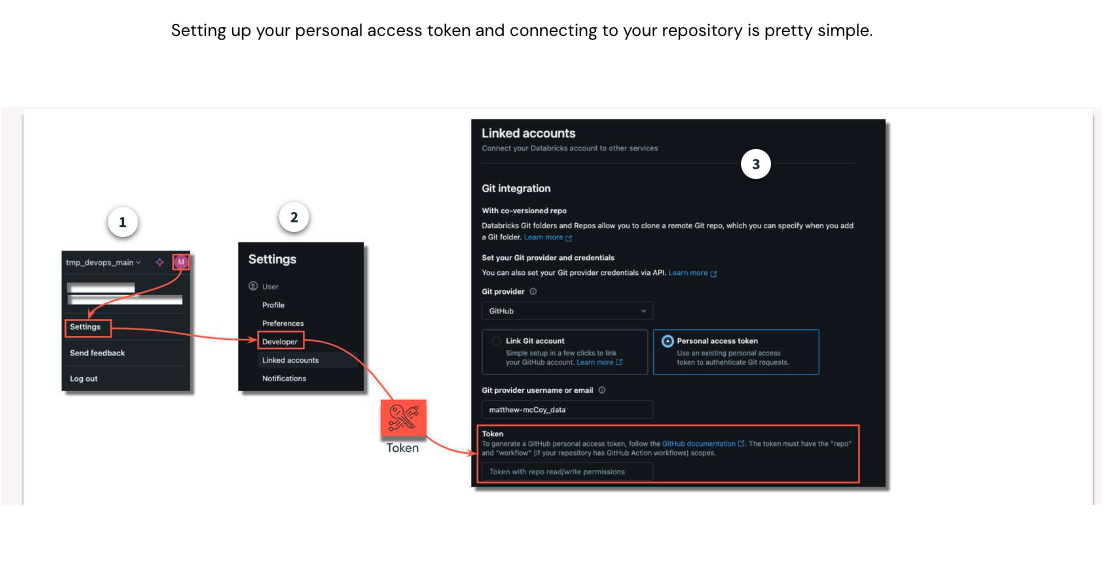 Setting up your personal access token and connecting to your repository is pretty simple.
1
tmp_devops_main
M
Settings
Send feedback
Log out
2
Settings
User
Profile
Preferences
Developer
Linked accounts
Notifications
Token
3
Linked accounts
Connect your Databricks account to other services
Git integration
With co-versioned repo
Databricks Git folders and Repos allow you to clone a remote Git repo, which you can specify when you add
a Git folder. Learn more
Set your Git provider and credentials
You can also set your Git provider credentials via API. Learn more
Git provider
GitHub
Link Git account
Simple setup in a few clicks to link
your GitHub account. Learn more
Personal access token
Use an existing personal access
token to authenticate Git requests.
Git provider username or email
matthew-mcCoy_data
Token
To generate a GitHub personal access token, follow the GitHub documentation. The token must have the "repo"
and "workflow" (if your repository has GitHub Action workflows) scopes.
Token with repo read/write permissions